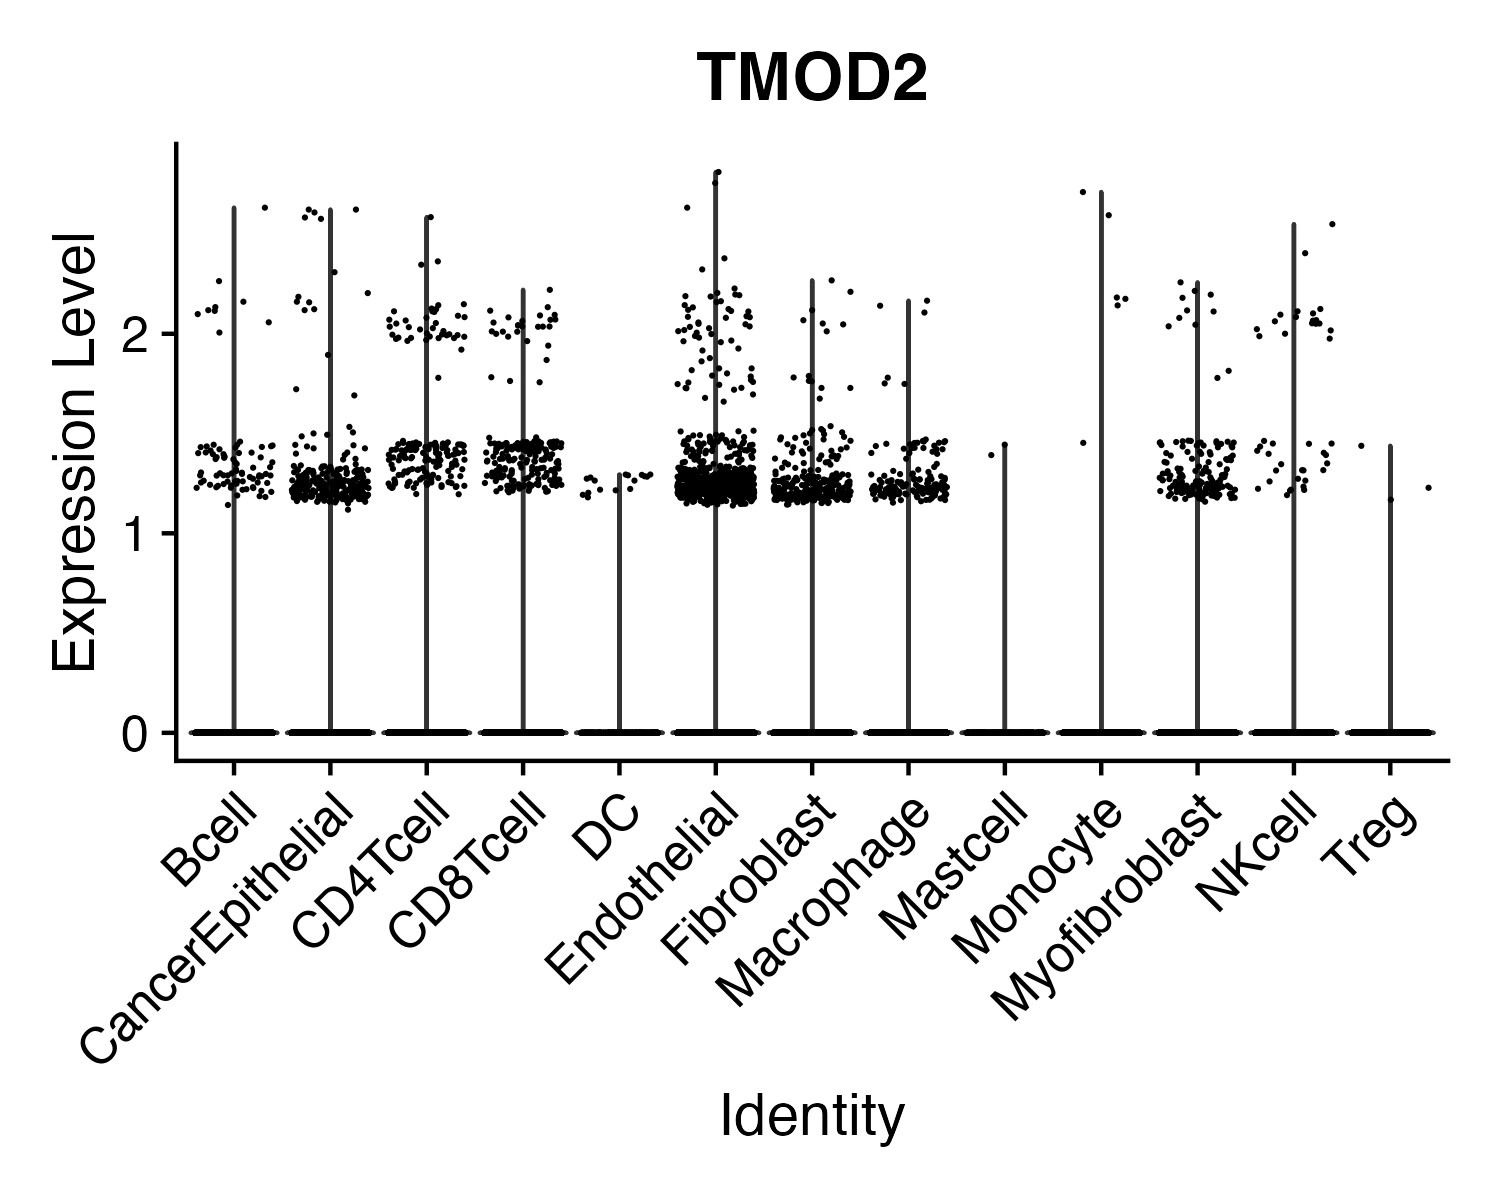 TMOD2
Expression Level
2
1
0
Bcell
CancerEpithelial
CD4Tcell
CD8Tcell
DC
Endothelial
Fibroblast
Macrophage
Mastcell
Monocyte
Myofibroblast
NKcell
Treg
Identity